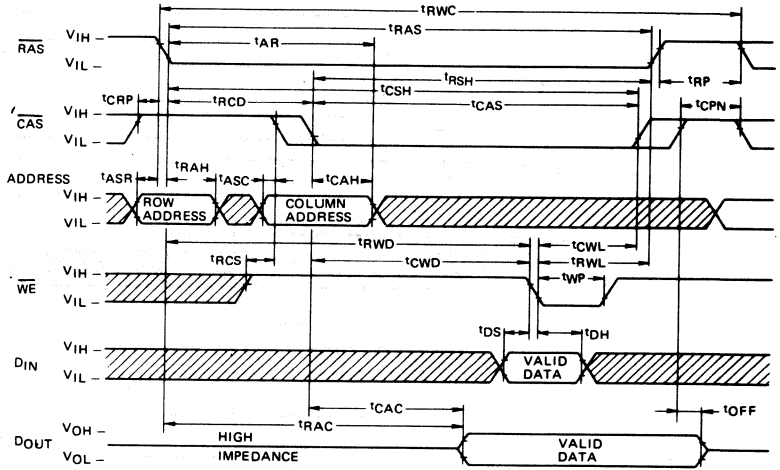 tRWC
tRAS
tAR
RAS VIH
VIL
tRSH
tRP
tCSH
tCRP tRCD tCAS tCPN
'CAS VIH
VIL
tRAH
tASR tASC tCAH
ADDRESS
VIH
VIL
ROW ADDRESS
COLUMN ADDRESS
tRWD tCWL
tRCS tCWD tRWL
WE VIH
VIL
tWP
tDS tDH
DIN VIH
VIL
VALID DATA
tCAC tOFF
tRAC
DOUT VOH
VOL
HIGH IMPEDANCE
VALID DATA